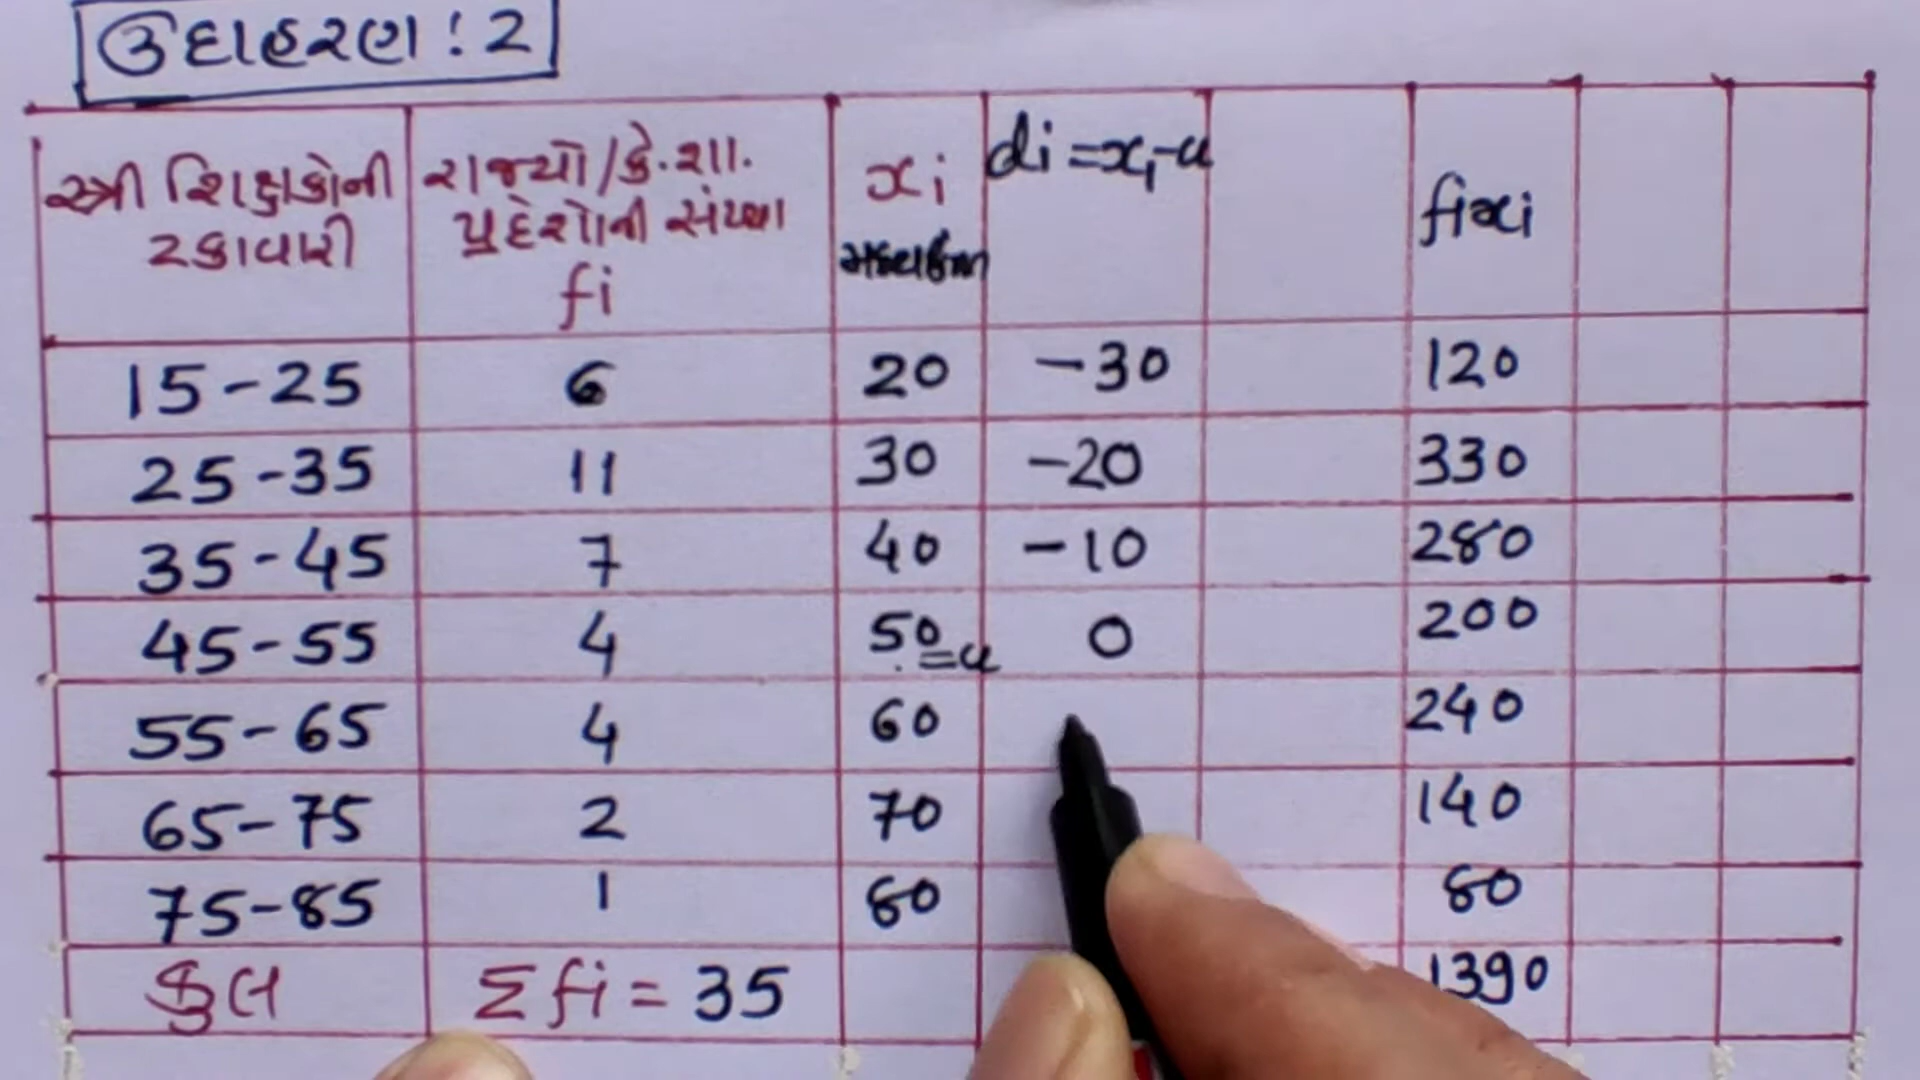 ઉદાહરણ : 2
સ્ત્રી શિક્ષકોની ટકાવારી
રાજ્યો/કે.શા. પ્રદેશોની સંખ્યા fi
xi મધ્યકિંમત
di = xi-a
fixi
15-25 6 20 -30 120
25-35 11 30 -20 330
35-45 7 40 -10 280
45-55 4 50=a 0 200
55-65 4 60 240
65-75 2 70 140
75-85 1 80 80
કુલ Σfi = 35 1390